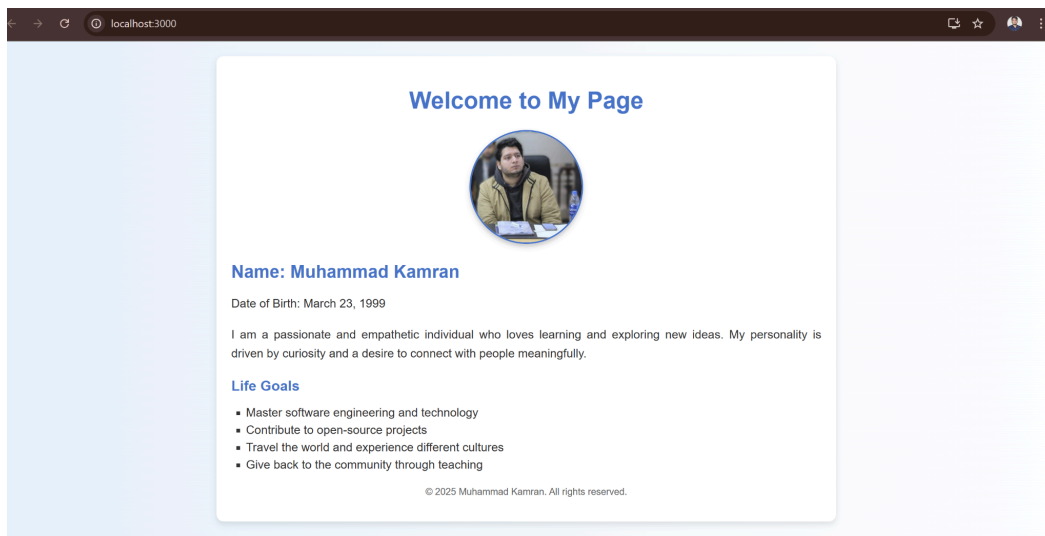 localhost:3000
Welcome to My Page
Name: Muhammad Kamran
Date of Birth: March 23, 1999
I am a passionate and empathetic individual who loves learning and exploring new ideas. My personality is
driven by curiosity and a desire to connect with people meaningfully.
Life Goals
▪ Master software engineering and technology
▪ Contribute to open-source projects
▪ Travel the world and experience different cultures
▪ Give back to the community through teaching
© 2025 Muhammad Kamran. All rights reserved.